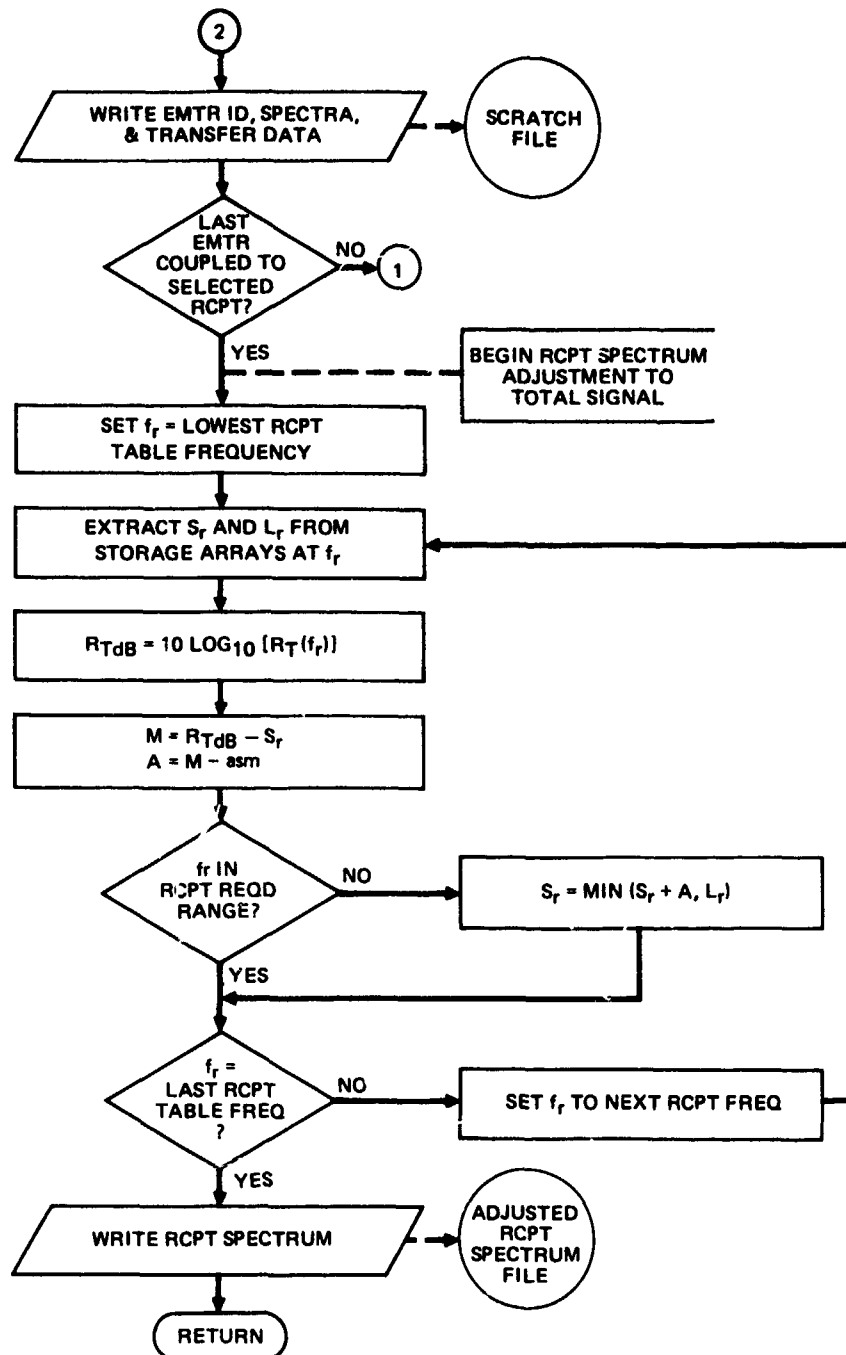 2
WRITE EMTR ID, SPECTRA,
& TRANSFER DATA
SCRATCH
FILE
LAST
EMTR
COUPLED TO
SELECTED
RCPT?
NO
1
YES
BEGIN RCPT SPECTRUM
ADJUSTMENT TO
TOTAL SIGNAL
SET fr = LOWEST RCPT
TABLE FREQUENCY
EXTRACT Sr AND Lr FROM
STORAGE ARRAYS AT fr
RTdB = 10 LOG10 [RT(fr)]
M = RTdB – Sr
A = M – asm
fr IN
RCPT REQD
RANGE?
NO
Sr = MIN (Sr + A, Lr)
YES
fr =
LAST RCPT
TABLE FREQ
?
NO
SET fr TO NEXT RCPT FREQ
YES
WRITE RCPT SPECTRUM
ADJUSTED
RCPT
SPECTRUM
FILE
RETURN